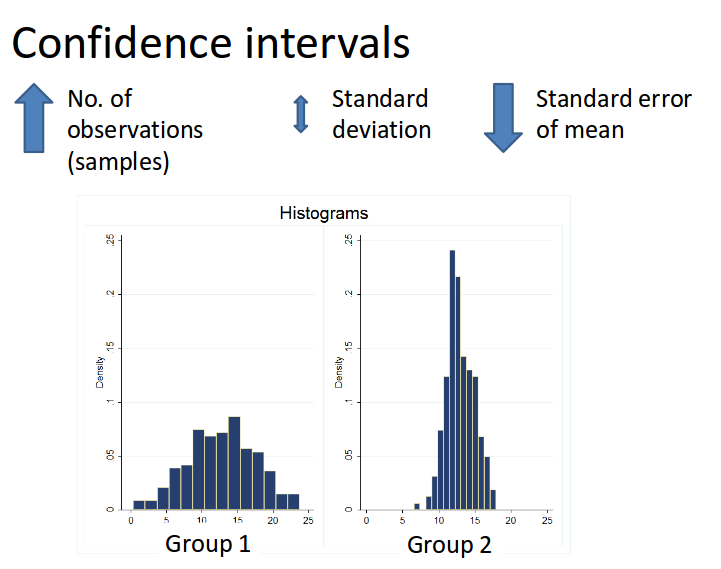 Confidence intervals
No. of
observations
(samples)
Standard
deviation
Standard error
of mean
Histograms
Density
0
.05
.1
.15
.2
.25
0 5 10 15 20 25
Group 1
Density
0
.05
.1
.15
.2
.25
0 5 10 15 20 25
Group 2